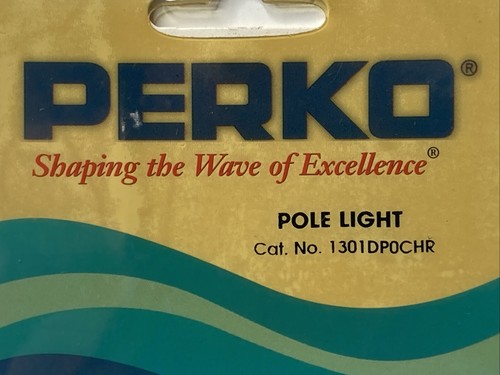 PERKO®
Shaping the Wave of Excellence®
POLE LIGHT
Cat. No. 1301DP0CHR